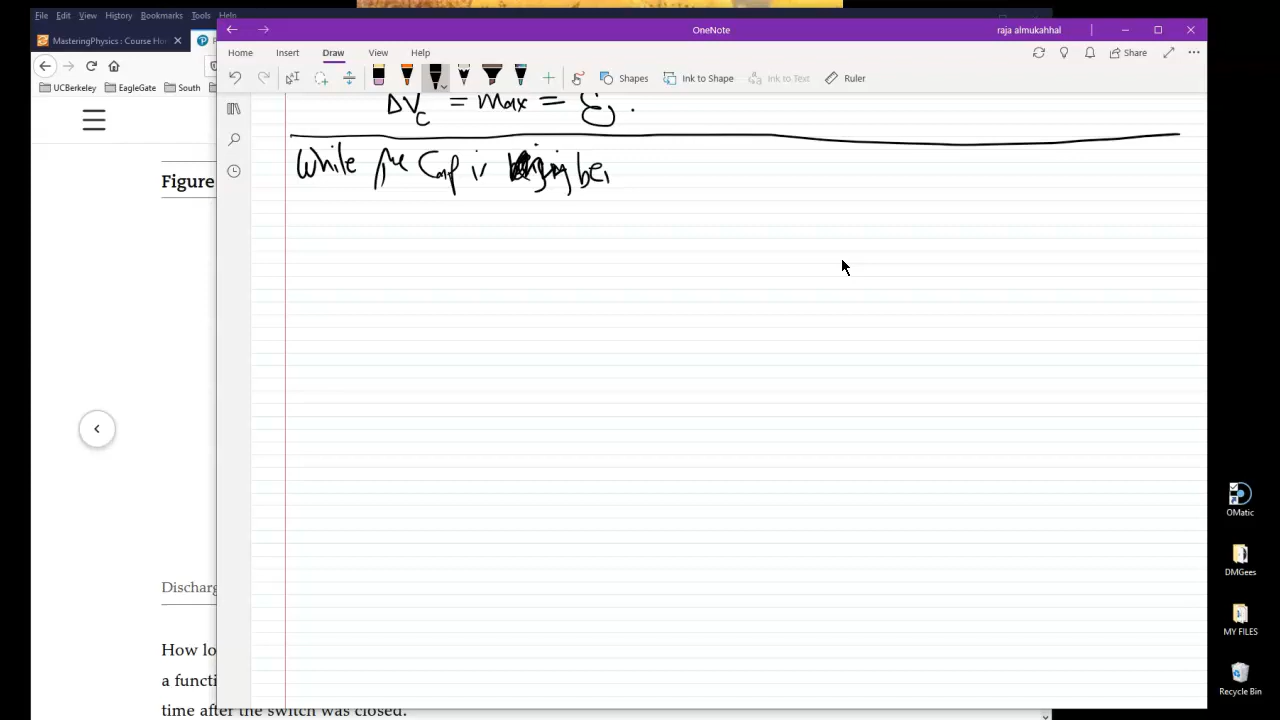 File Edit View History Bookmarks Tools Help
MasteringPhysics : Course Hor
UCBerkeley EagleGate South
OneNote
raja almukahhal
Home Insert Draw View Help
Share
Shapes Ink to Shape Ink to Text Ruler
ΔV_C = Max = ℰ.
While the Cap is bei
Figure
Discharg
How lo
a functi
time after the switch was closed.
OMatic
DMGees
MY FILES
Recycle Bin